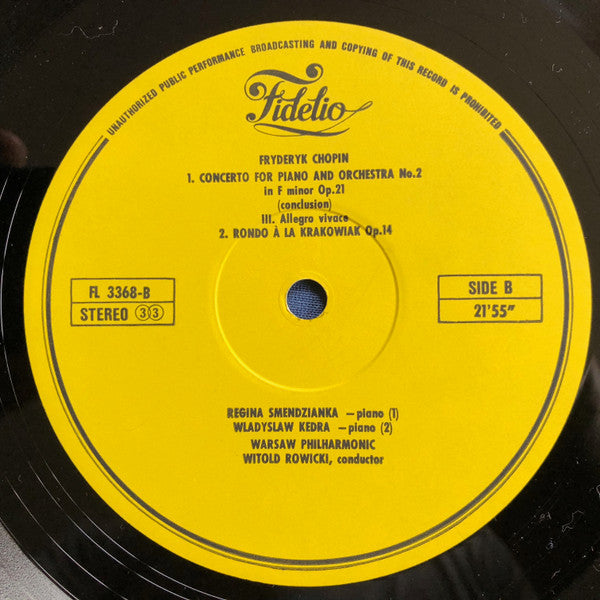 UNAUTHORIZED PUBLIC PERFORMANCE BROADCASTING AND COPYING OF THIS RECORD IS PROHIBITED
Fidelio
FRYDERYK CHOPIN
1. CONCERTO FOR PIANO AND ORCHESTRA No.2
in F minor Op.21
(conclusion)
III. Allegro vivace
2. RONDO À LA KRAKOWIAK Op.14
FL 3368-B
STEREO 33
SIDE B
21'55"
REGINA SMENDZIANKA —piano (1)
WLADYSLAW KEDRA —piano (2)
WARSAW PHILHARMONIC
WITOLD ROWICKI, conductor